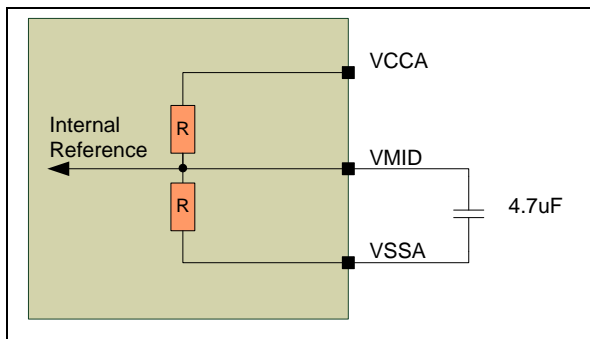 VCCA
R
Internal
Reference
VMID
R
4.7uF
VSSA